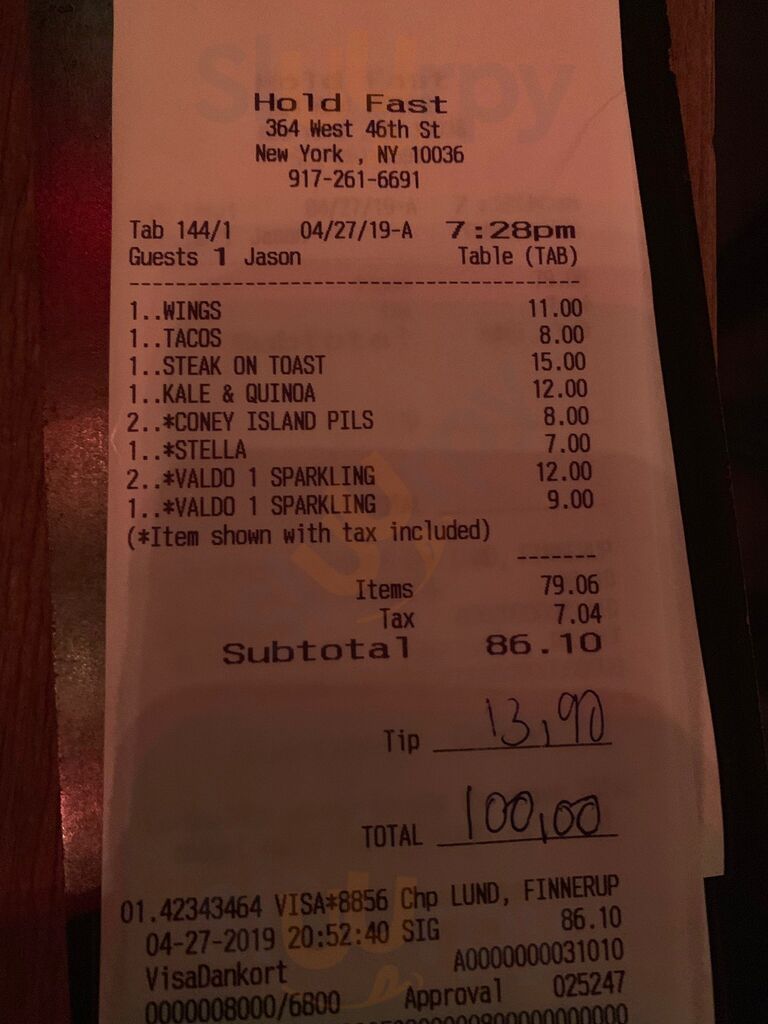 Hold Fast
364 West 46th St
New York , NY 10036
917-261-6691
Tab 144/1 04/27/19-A 7:28pm
Guests 1 Jason Table (TAB)
1..WINGS 11.00
1..TACOS 8.00
1..STEAK ON TOAST 15.00
1..KALE & QUINOA 12.00
2..*CONEY ISLAND PILS 8.00
1..*STELLA 7.00
2..*VALDO 1 SPARKLING 12.00
1..*VALDO 1 SPARKLING 9.00
(*Item shown with tax included)
Items 79.06
Tax 7.04
Subtotal 86.10
Tip 13,90
TOTAL 100,00
01.42343464 VISA*8856 Chp LUND, FINNERUP
04-27-2019 20:52:40 SIG 86.10
VisaDankort A0000000031010
0000008000/6800 Approval 025247